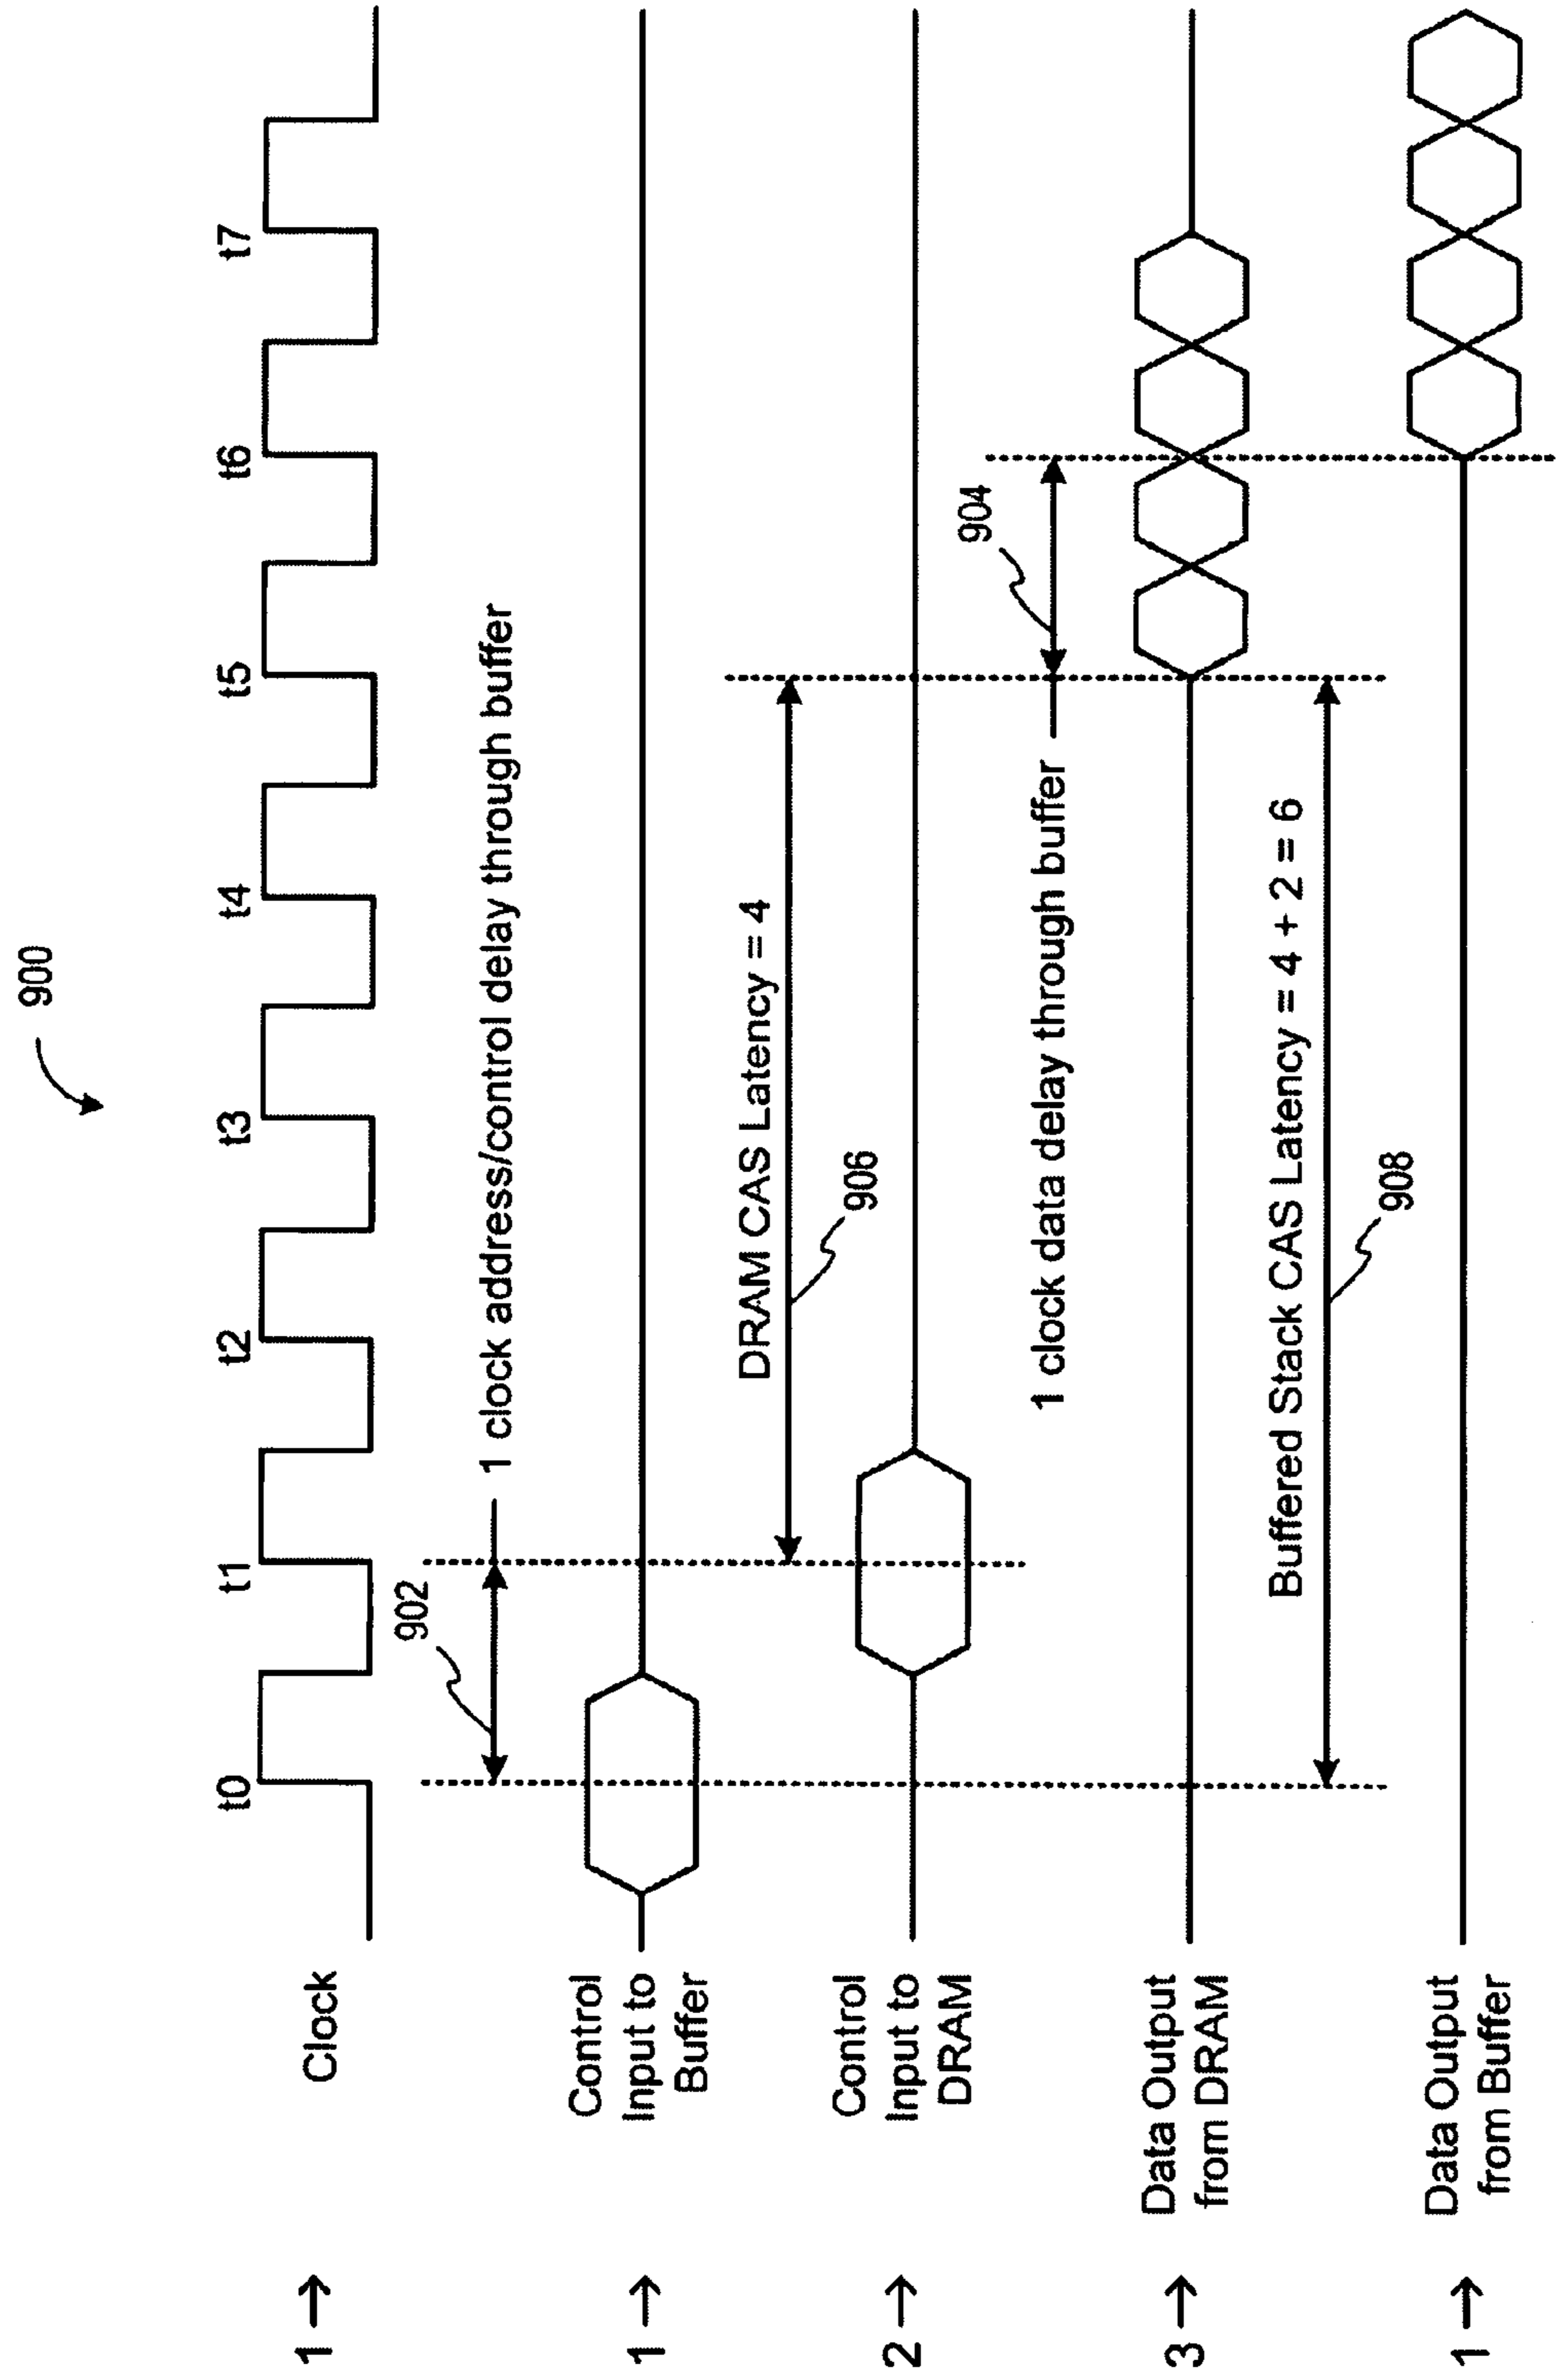 900
t0 t1 t2 t3 t4 t5 t6 t7
1 → Clock
902
1 clock address/control delay through buffer
1 → Control
Input to
Buffer
DRAM CAS Latency = 4
906
2 → Control
Input to
DRAM
904
1 clock data delay through buffer
3 → Data Output
from DRAM
Buffered Stack CAS Latency = 4 + 2 = 6
908
1 → Data Output
from Buffer